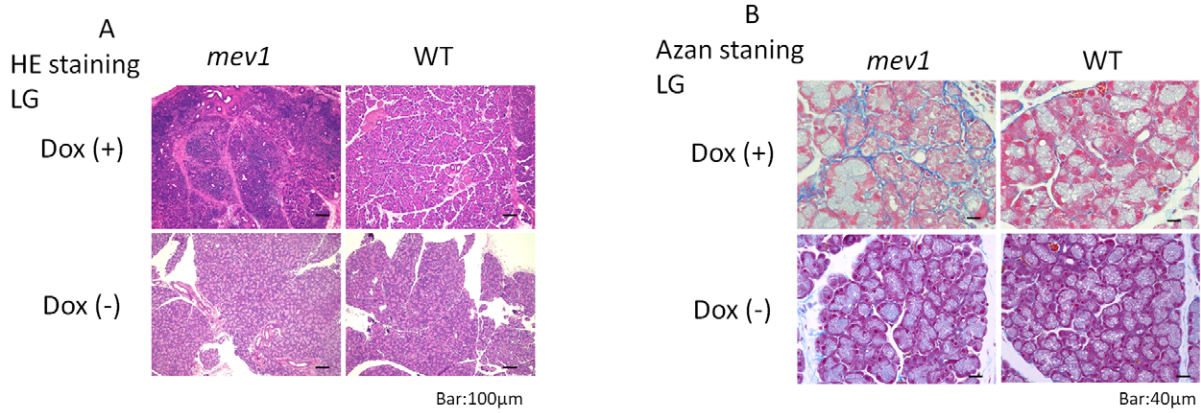 A
HE staining
LG
mev1
WT
Dox (+)
Dox (-)
Bar:100μm
B
Azan staning
LG
mev1
WT
Dox (+)
Dox (-)
Bar:40μm